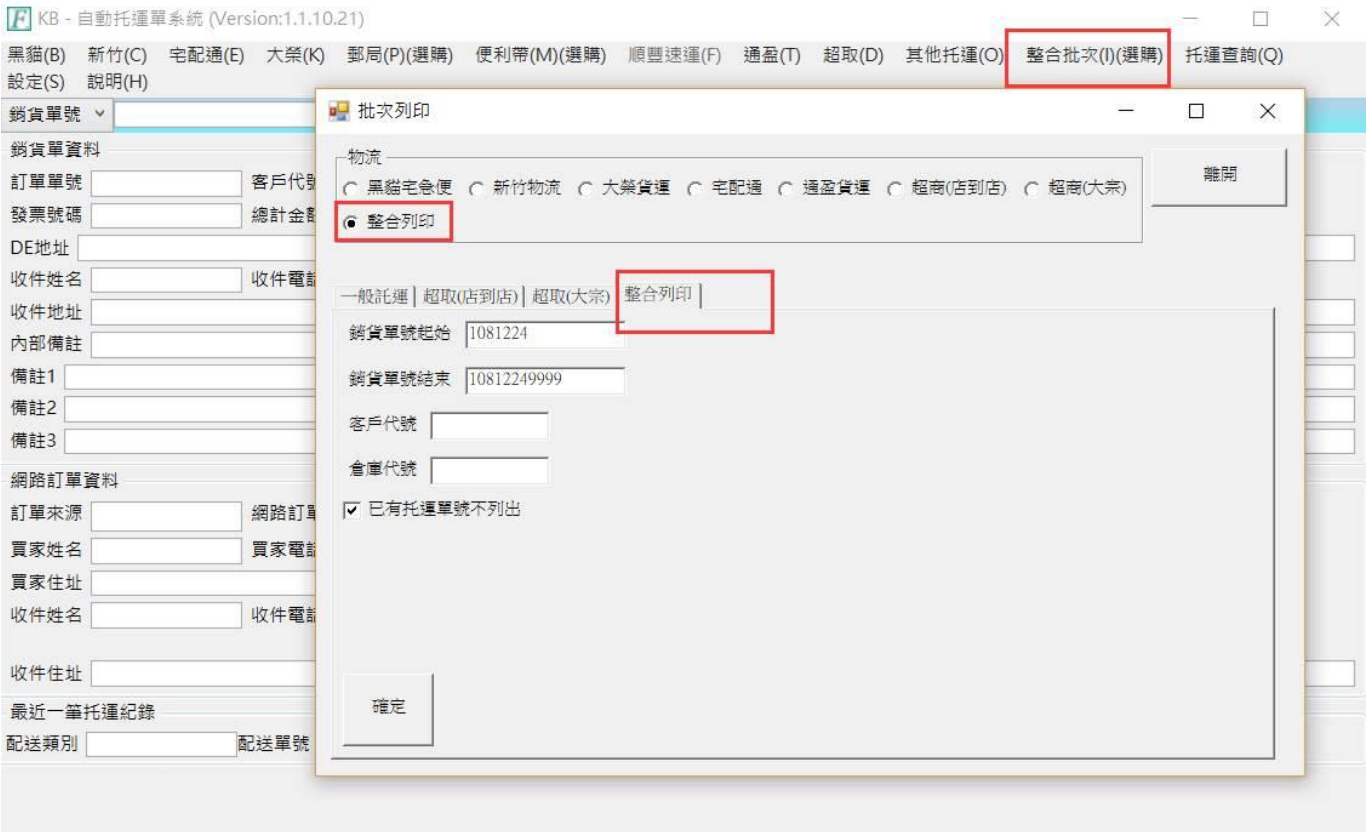 KB - 自動托運單系統 (Version:1.1.10.21)
黑貓(B) 新竹(C) 宅配通(E) 大榮(K) 郵局(P)(選購) 便利帶(M)(選購) 順豐速運(F) 通盈(T) 超取(D) 其他托運(O) 整合批次(I)(選購) 托運查詢(Q)
設定(S) 說明(H)
銷貨單號
銷貨單資料
訂單單號 客戶代號
發票號碼 總計金額
DE地址
收件姓名 收件電話
收件地址
內部備註
備註1
備註2
備註3
網路訂單資料
訂單來源 網路訂單
買家姓名 買家電話
買家住址
收件姓名 收件電話
收件住址
最近一筆托運紀錄
配送類別 配送單號
批次列印
物流
黑貓宅急便 新竹物流 大榮貨運 宅配通 通盈貨運 超商(店到店) 超商(大宗)
整合列印
離開
一般託運 超取(店到店) 超取(大宗) 整合列印
銷貨單號起始 1081224
銷貨單號結束 10812249999
客戶代號
倉庫代號
已有托運單號不列出
確定